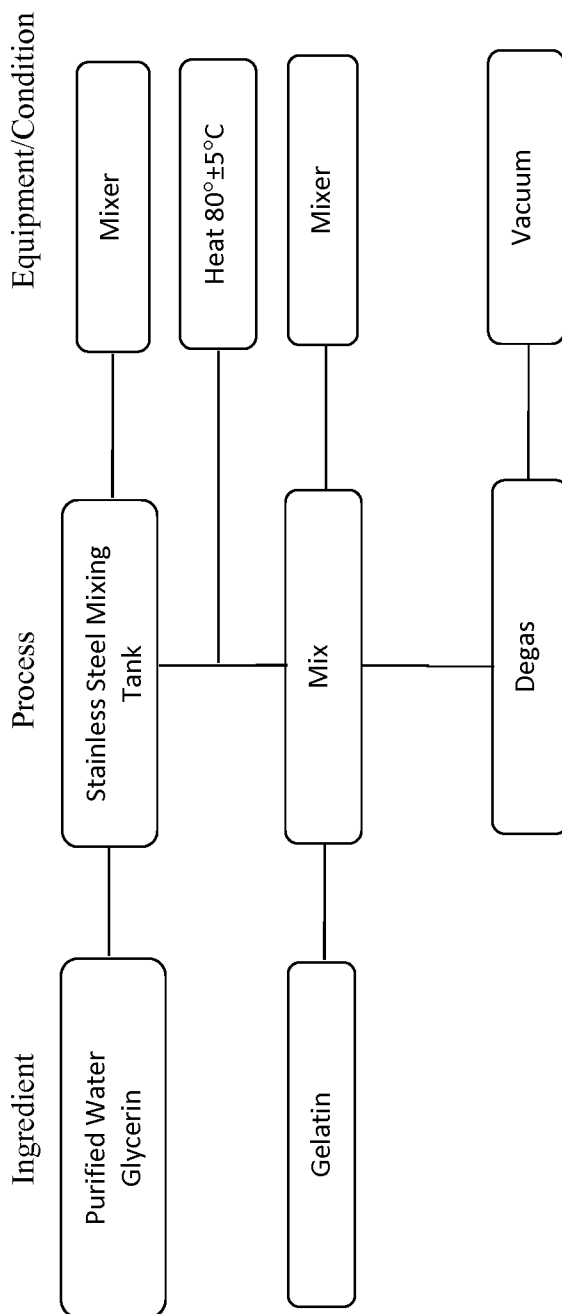 Ingredient
Process
Equipment/Condition
Purified Water
Glycerin
Stainless Steel Mixing
Tank
Mixer
Heat 80°±5°C
Gelatin
Mix
Mixer
Degas
Vacuum